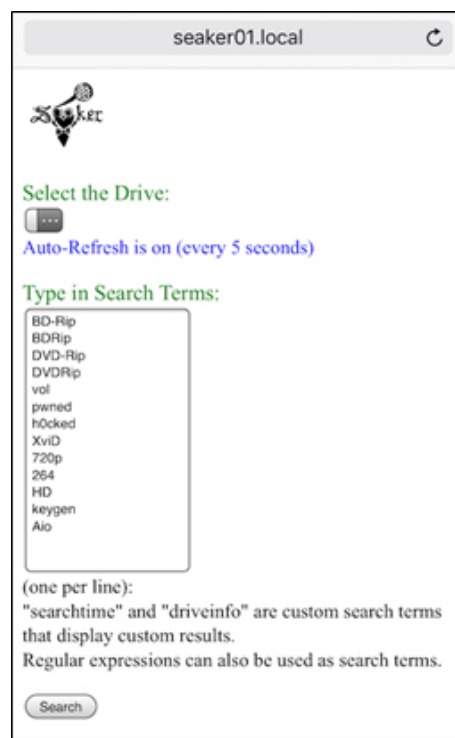 seaker01.local
Seaker
Select the Drive:
...
Auto-Refresh is on (every 5 seconds)
Type in Search Terms:
BD-Rip
BDRip
DVD-Rip
DVDRip
vol
pwned
h0cked
XviD
720p
264
HD
keygen
Aio
(one per line):
"searchtime" and "driveinfo" are custom search terms
that display custom results.
Regular expressions can also be used as search terms.
Search